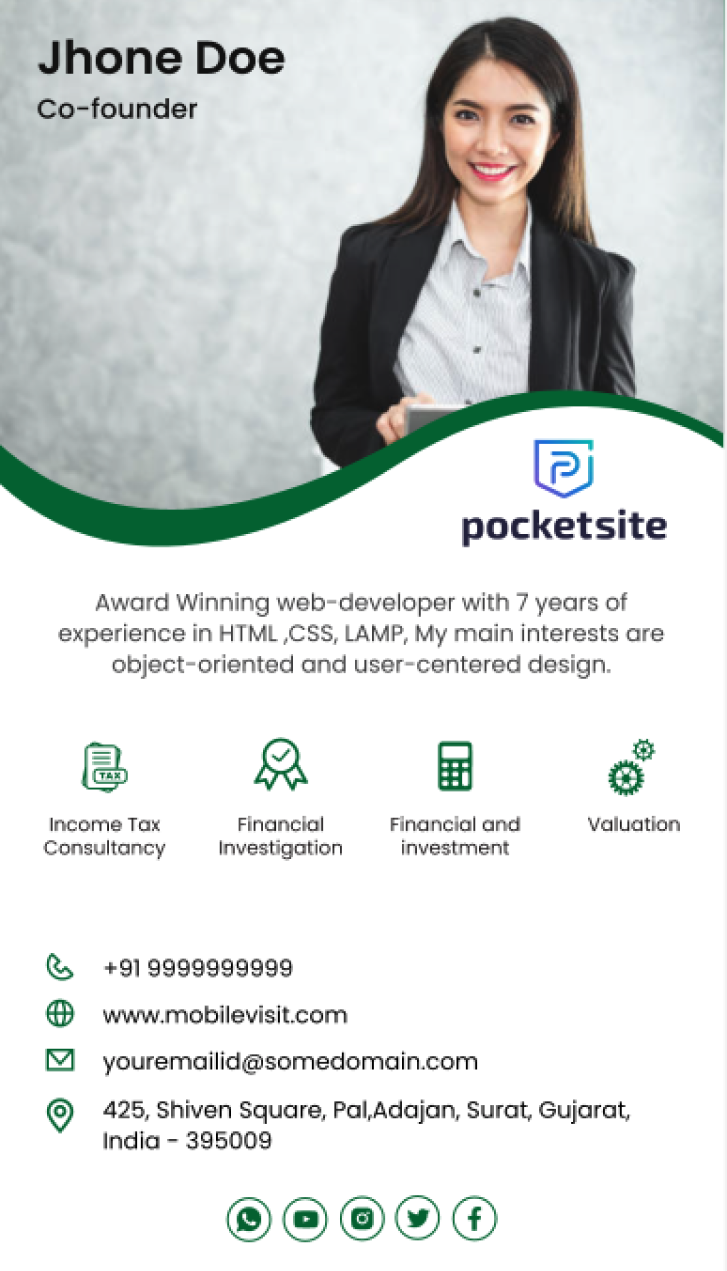 Jhone Doe
Co-founder
pocketsite
Award Winning web-developer with 7 years of
experience in HTML ,CSS, LAMP, My main interests are
object-oriented and user-centered design.
TAX
Income Tax
Consultancy
Financial
Investigation
Financial and
investment
Valuation
+91 9999999999
www.mobilevisit.com
youremailid@somedomain.com
425, Shiven Square, Pal,Adajan, Surat, Gujarat,
India - 395009